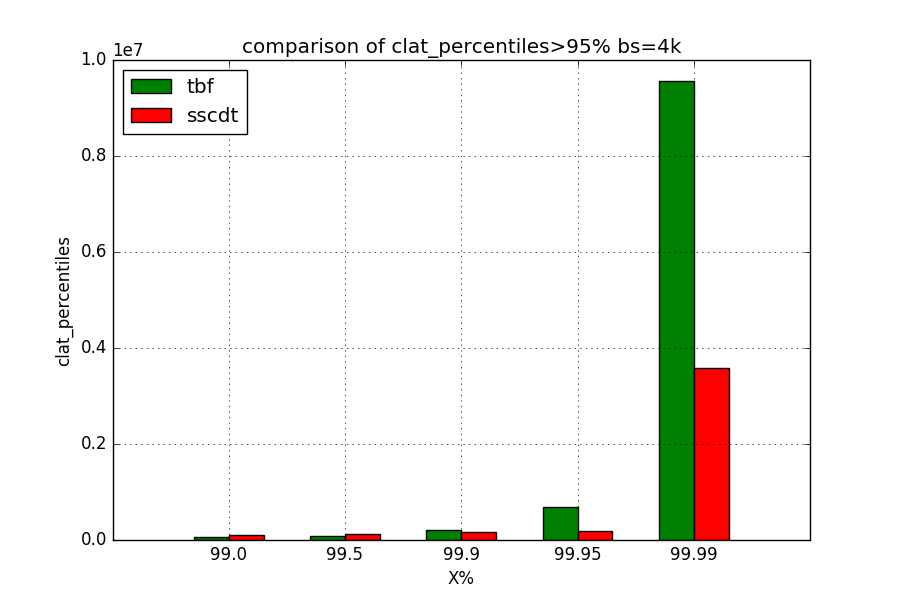 comparison of clat_percentiles>95% bs=4k
1e7
1.0
0.8
0.6
0.4
0.2
0.0
clat_percentiles
tbf
sscdt
99.0 99.5 99.9 99.95 99.99
X%